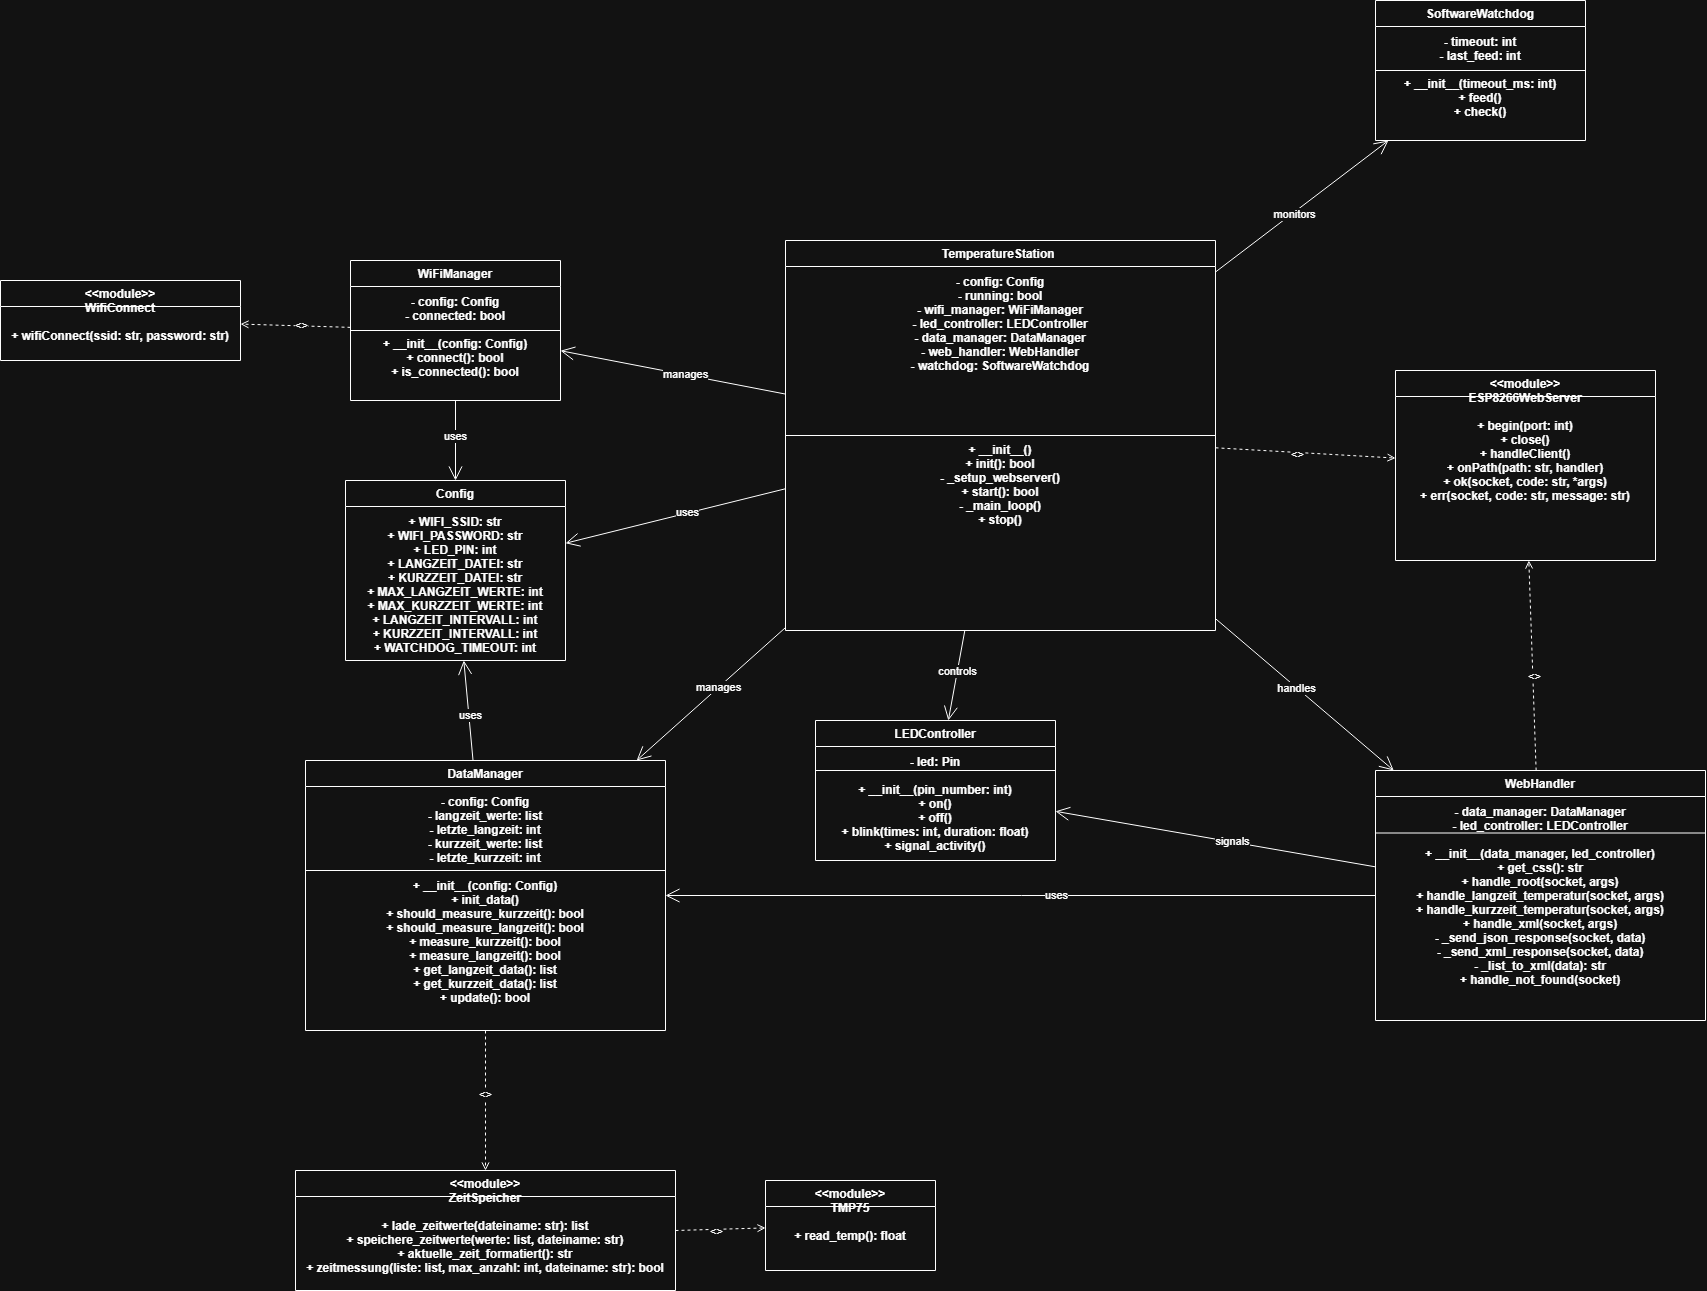 SoftwareWatchdog
- timeout: int
- last_feed: int
+ __init__(timeout_ms: int)
+ feed()
+ check()
monitors
TemperatureStation
- config: Config
- running: bool
- wifi_manager: WiFiManager
- led_controller: LEDController
- data_manager: DataManager
- web_handler: WebHandler
- watchdog: SoftwareWatchdog
+ __init__()
+ init(): bool
- _setup_webserver()
+ start(): bool
- _main_loop()
+ stop()
WiFiManager
- config: Config
- connected: bool
+ __init__(config: Config)
+ connect(): bool
+ is_connected(): bool
<<module>>
WifiConnect
+ wifiConnect(ssid: str, password: str)
<>
manages
uses
Config
+ WIFI_SSID: str
+ WIFI_PASSWORD: str
+ LED_PIN: int
+ LANGZEIT_DATEI: str
+ KURZZEIT_DATEI: str
+ MAX_LANGZEIT_WERTE: int
+ MAX_KURZZEIT_WERTE: int
+ LANGZEIT_INTERVALL: int
+ KURZZEIT_INTERVALL: int
+ WATCHDOG_TIMEOUT: int
uses
<>
<<module>>
ESP8266WebServer
+ begin(port: int)
+ close()
+ handleClient()
+ onPath(path: str, handler)
+ ok(socket, code: str, *args)
+ err(socket, code: str, message: str)
<>
uses
manages
controls
handles
LEDController
- led: Pin
+ __init__(pin_number: int)
+ on()
+ off()
+ blink(times: int, duration: float)
+ signal_activity()
DataManager
- config: Config
- langzeit_werte: list
- letzte_langzeit: int
- kurzzeit_werte: list
- letzte_kurzzeit: int
+ __init__(config: Config)
+ init_data()
+ should_measure_kurzzeit(): bool
+ should_measure_langzeit(): bool
+ measure_kurzzeit(): bool
+ measure_langzeit(): bool
+ get_langzeit_data(): list
+ get_kurzzeit_data(): list
+ update(): bool
signals
uses
WebHandler
- data_manager: DataManager
- led_controller: LEDController
+ __init__(data_manager, led_controller)
+ get_css(): str
+ handle_root(socket, args)
+ handle_langzeit_temperatur(socket, args)
+ handle_kurzzeit_temperatur(socket, args)
+ handle_xml(socket, args)
- _send_json_response(socket, data)
- _send_xml_response(socket, data)
- _list_to_xml(data): str
+ handle_not_found(socket)
<>
<<module>>
ZeitSpeicher
+ lade_zeitwerte(dateiname: str): list
+ speichere_zeitwerte(werte: list, dateiname: str)
+ aktuelle_zeit_formatiert(): str
+ zeitmessung(liste: list, max_anzahl: int, dateiname: str): bool
<>
<<module>>
TMP75
+ read_temp(): float